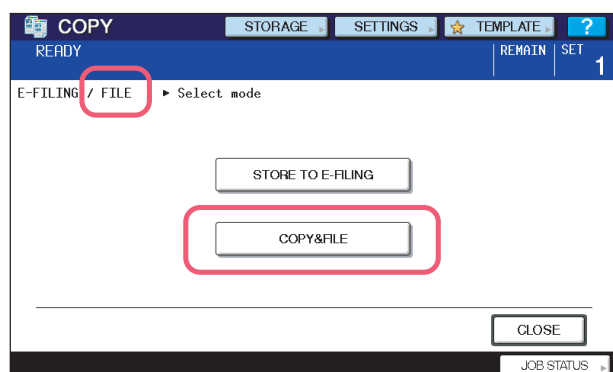 COPY STORAGE SETTINGS TEMPLATE ?
READY REMAIN SET
1
E-FILING / FILE ▶ Select mode
STORE TO E-FILING
COPY&FILE
CLOSE
JOB STATUS